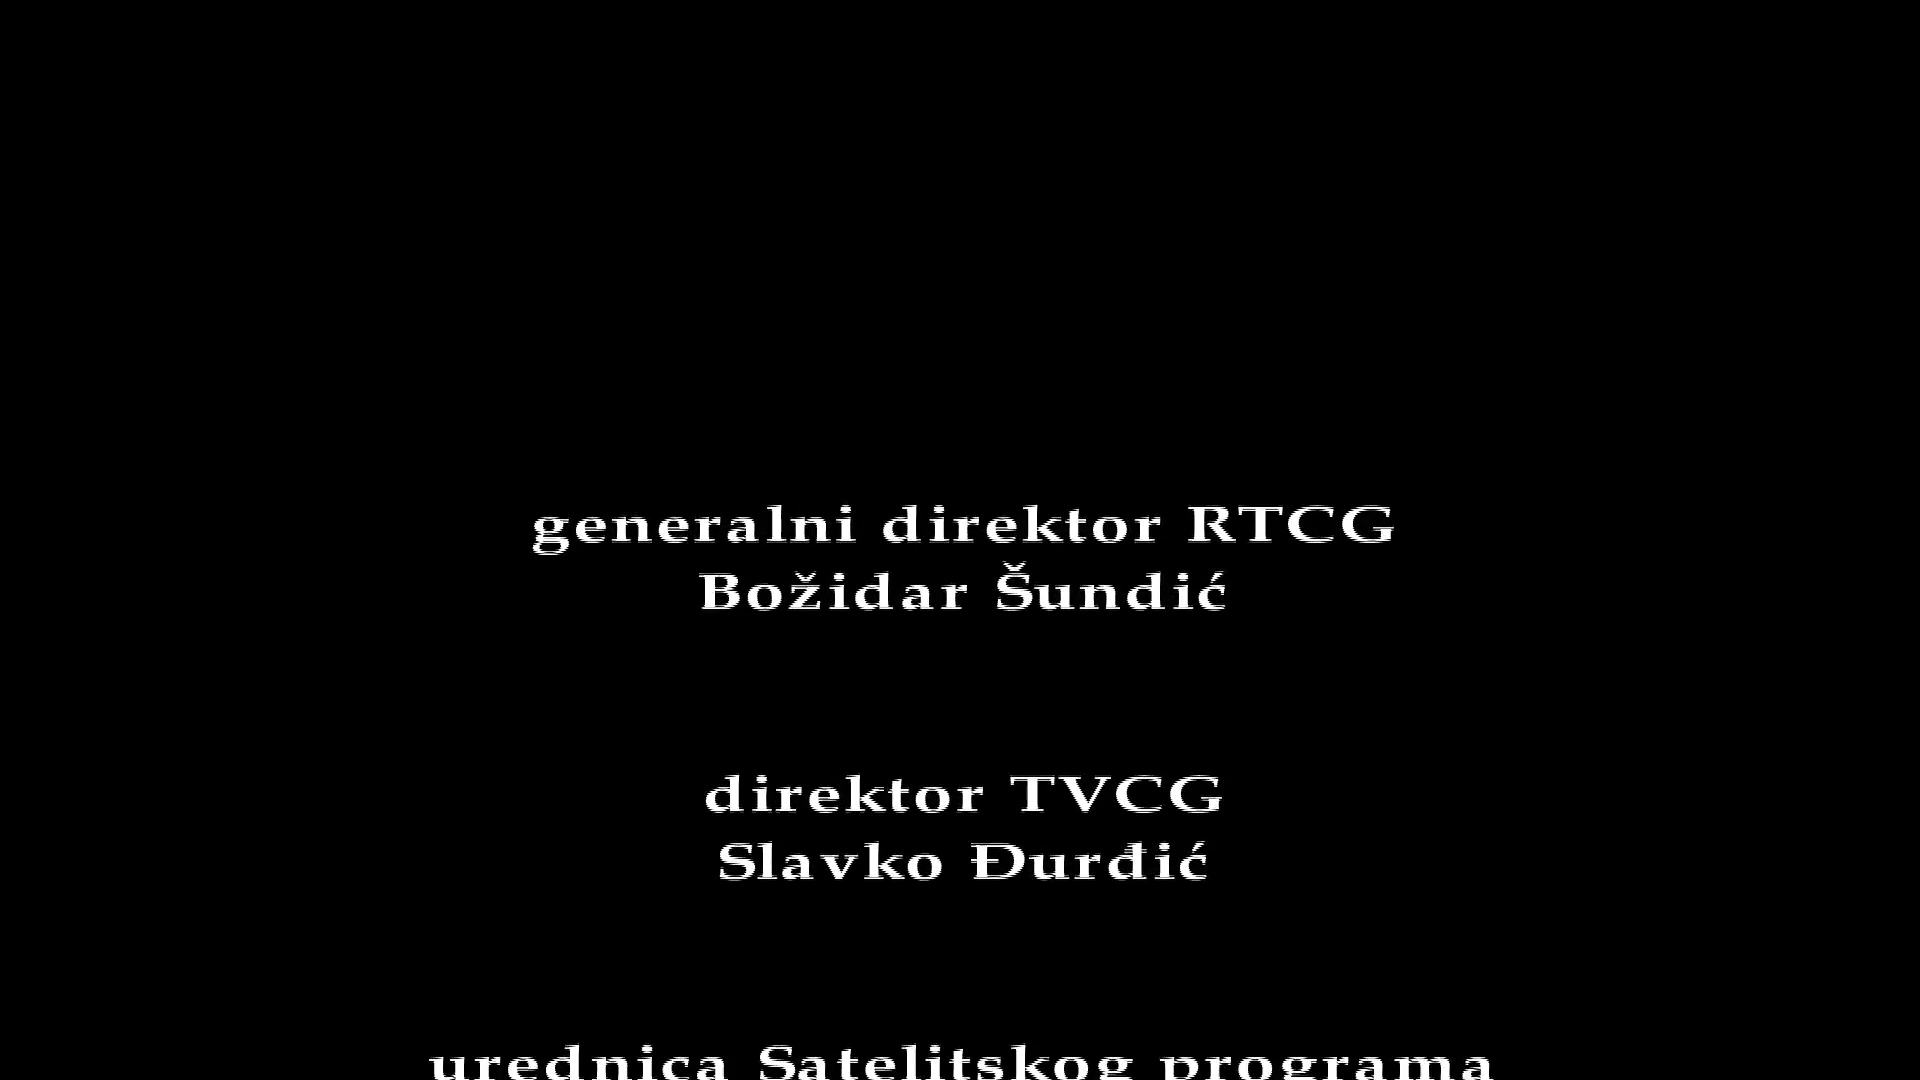 generalni direktor RTCG
Božidar Šundić
direktor TVCG
Slavko Đurđić
urednica Satelitskog programa